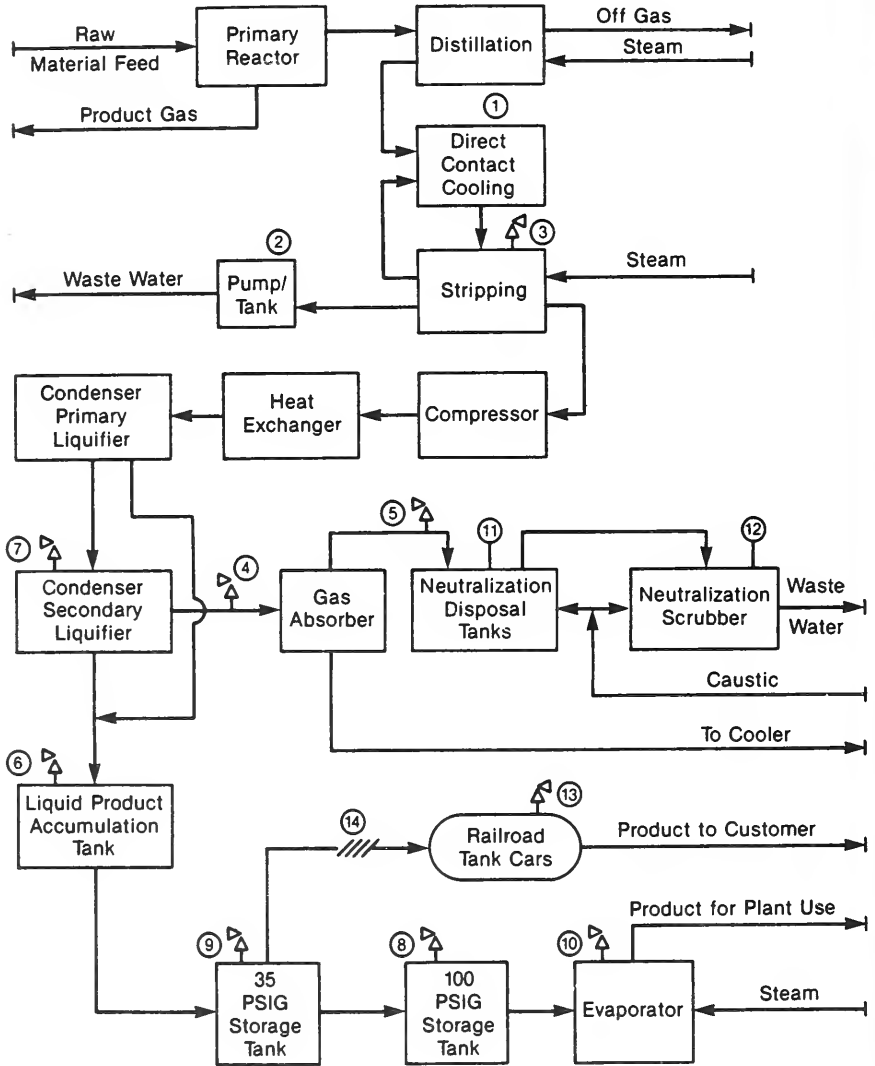 Raw
Material Feed
Primary
Reactor
Distillation
Off Gas
Steam
Product Gas
1
Direct
Contact
Cooling
2
3
Waste Water
Pump/
Tank
Stripping
Steam
Condenser
Primary
Liquifier
Heat
Exchanger
Compressor
5
11
12
7
4
Condenser
Secondary
Liquifier
Gas
Absorber
Neutralization
Disposal
Tanks
Neutralization
Scrubber
Waste
Water
Caustic
To Cooler
6
Liquid Product
Accumulation
Tank
14
13
Railroad
Tank Cars
Product to Customer
Product for Plant Use
9
8
10
35
PSIG
Storage
Tank
100
PSIG
Storage
Tank
Evaporator
Steam